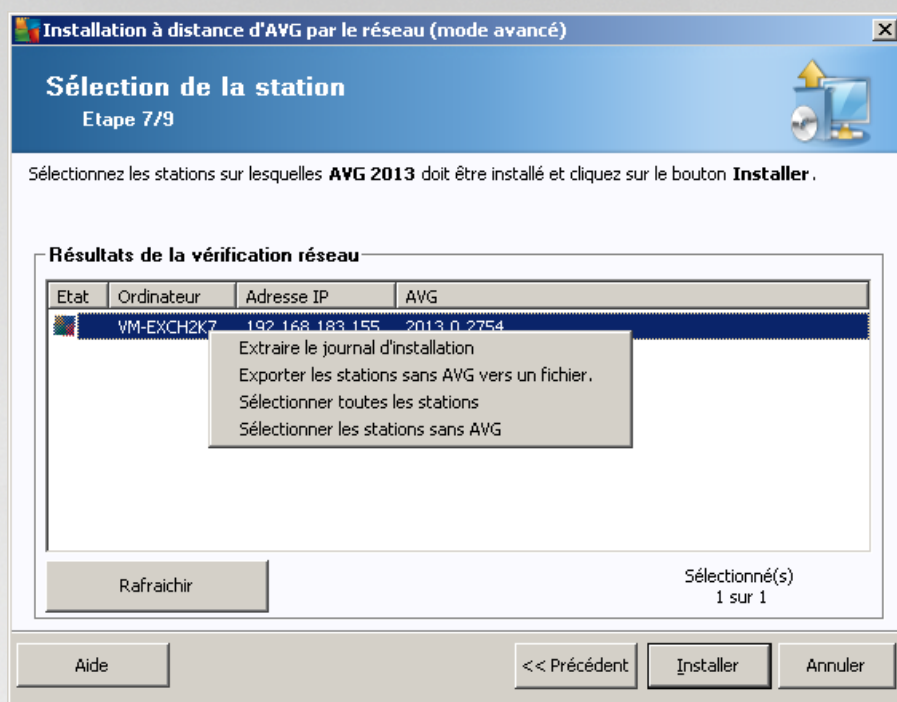 Installation à distance d'AVG par le réseau (mode avancé)
Sélection de la station
Etape 7/9
Sélectionnez les stations sur lesquelles AVG 2013 doit être installé et cliquez sur le bouton Installer.
Résultats de la vérification réseau
Etat Ordinateur Adresse IP AVG
VM-EXCH2K7 192.168.183.155 2013.0.2754
Extraire le journal d'installation
Exporter les stations sans AVG vers un fichier.
Sélectionner toutes les stations
Sélectionner les stations sans AVG
Rafraichir
Sélectionné(s)
1 sur 1
Aide << Précédent Installer Annuler